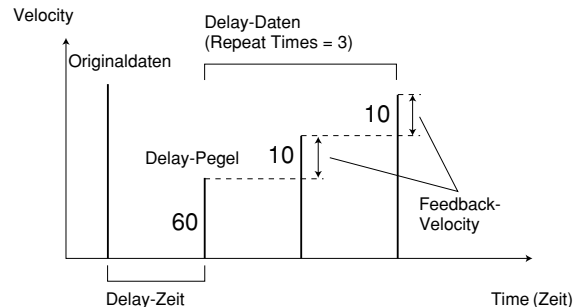 Velocity
Delay-Daten
(Repeat Times = 3)
Originaldaten
10
10
Delay-Pegel
60
Feedback-
Velocity
Delay-Zeit
Time (Zeit)